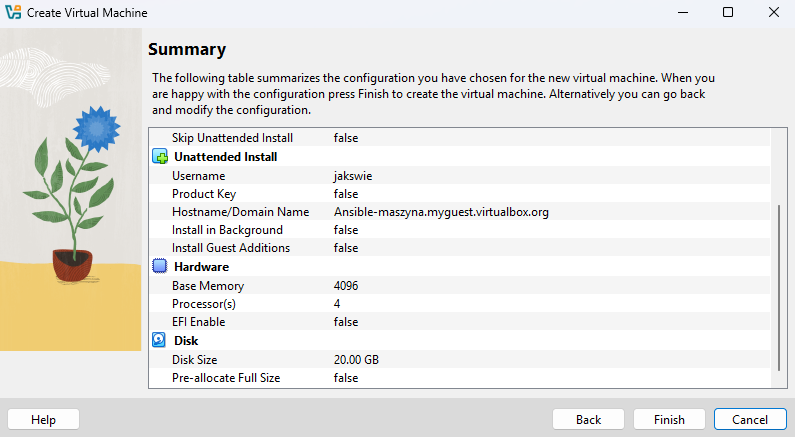 Create Virtual Machine
Summary
The following table summarizes the configuration you have chosen for the new virtual machine. When you
are happy with the configuration press Finish to create the virtual machine. Alternatively you can go back
and modify the configuration.
Skip Unattended Install false
Unattended Install
Username jakswie
Product Key false
Hostname/Domain Name Ansible-maszyna.myguest.virtualbox.org
Install in Background false
Install Guest Additions false
Hardware
Base Memory 4096
Processor(s) 4
EFI Enable false
Disk
Disk Size 20.00 GB
Pre-allocate Full Size false
Help Back Finish Cancel